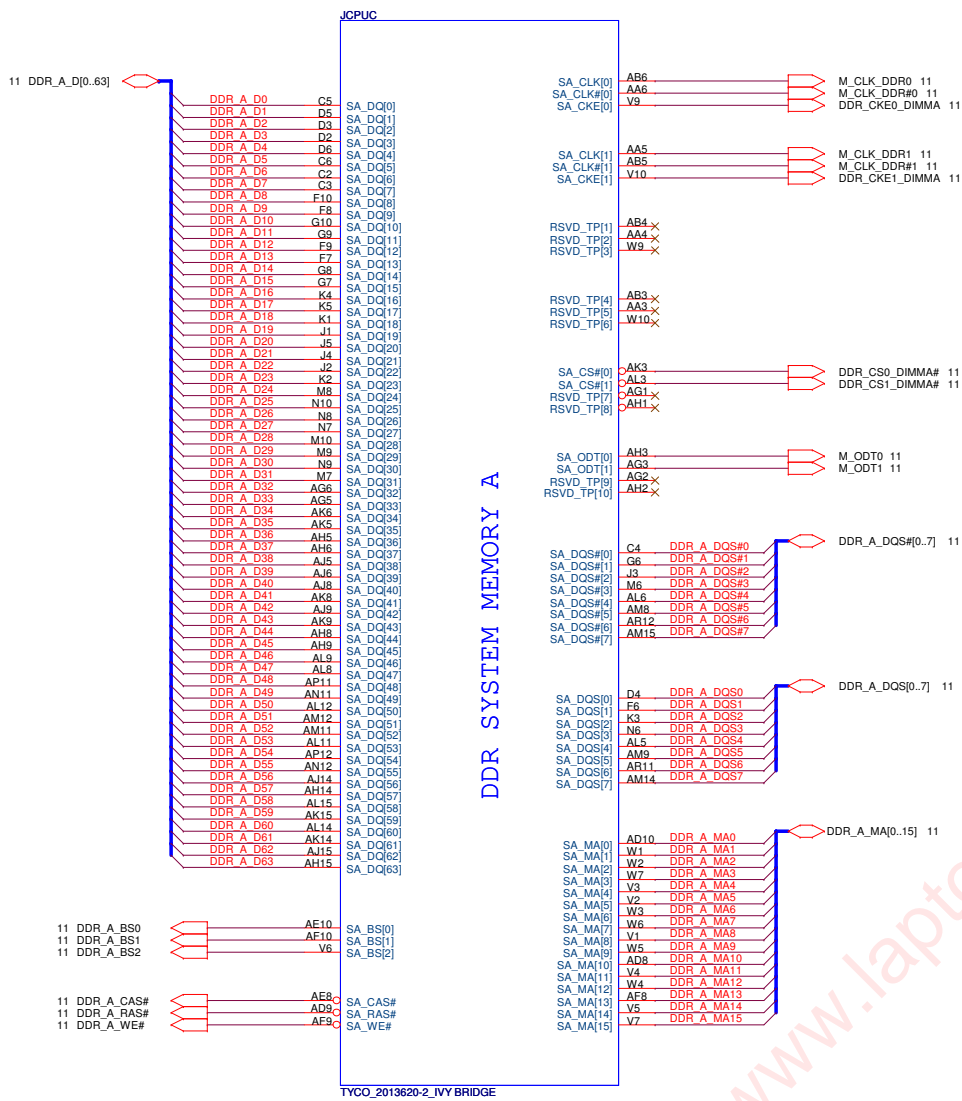 JCPUC
11 DDR_A_D[0..63]
DDR_A_D0 C5 SA_DQ[0]
DDR_A_D1 D5 SA_DQ[1]
DDR_A_D2 D3 SA_DQ[2]
DDR_A_D3 D2 SA_DQ[3]
DDR_A_D4 D6 SA_DQ[4]
DDR_A_D5 C6 SA_DQ[5]
DDR_A_D6 C2 SA_DQ[6]
DDR_A_D7 C3 SA_DQ[7]
DDR_A_D8 F10 SA_DQ[8]
DDR_A_D9 F8 SA_DQ[9]
DDR_A_D10 G10 SA_DQ[10]
DDR_A_D11 G9 SA_DQ[11]
DDR_A_D12 F9 SA_DQ[12]
DDR_A_D13 F7 SA_DQ[13]
DDR_A_D14 G8 SA_DQ[14]
DDR_A_D15 G7 SA_DQ[15]
DDR_A_D16 K4 SA_DQ[16]
DDR_A_D17 K5 SA_DQ[17]
DDR_A_D18 K1 SA_DQ[18]
DDR_A_D19 J1 SA_DQ[19]
DDR_A_D20 J5 SA_DQ[20]
DDR_A_D21 J4 SA_DQ[21]
DDR_A_D22 J2 SA_DQ[22]
DDR_A_D23 K2 SA_DQ[23]
DDR_A_D24 M8 SA_DQ[24]
DDR_A_D25 N10 SA_DQ[25]
DDR_A_D26 N8 SA_DQ[26]
DDR_A_D27 N7 SA_DQ[27]
DDR_A_D28 M10 SA_DQ[28]
DDR_A_D29 M9 SA_DQ[29]
DDR_A_D30 N9 SA_DQ[30]
DDR_A_D31 M7 SA_DQ[31]
DDR_A_D32 AG6 SA_DQ[32]
DDR_A_D33 AG5 SA_DQ[33]
DDR_A_D34 AK6 SA_DQ[34]
DDR_A_D35 AK5 SA_DQ[35]
DDR_A_D36 AH5 SA_DQ[36]
DDR_A_D37 AH6 SA_DQ[37]
DDR_A_D38 AJ5 SA_DQ[38]
DDR_A_D39 AJ6 SA_DQ[39]
DDR_A_D40 AJ8 SA_DQ[40]
DDR_A_D41 AK8 SA_DQ[41]
DDR_A_D42 AJ9 SA_DQ[42]
DDR_A_D43 AK9 SA_DQ[43]
DDR_A_D44 AH8 SA_DQ[44]
DDR_A_D45 AH9 SA_DQ[45]
DDR_A_D46 AL9 SA_DQ[46]
DDR_A_D47 AL8 SA_DQ[47]
DDR_A_D48 AP11 SA_DQ[48]
DDR_A_D49 AN11 SA_DQ[49]
DDR_A_D50 AL12 SA_DQ[50]
DDR_A_D51 AM12 SA_DQ[51]
DDR_A_D52 AM11 SA_DQ[52]
DDR_A_D53 AL11 SA_DQ[53]
DDR_A_D54 AP12 SA_DQ[54]
DDR_A_D55 AN12 SA_DQ[55]
DDR_A_D56 AJ14 SA_DQ[56]
DDR_A_D57 AH14 SA_DQ[57]
DDR_A_D58 AL15 SA_DQ[58]
DDR_A_D59 AK15 SA_DQ[59]
DDR_A_D60 AL14 SA_DQ[60]
DDR_A_D61 AK14 SA_DQ[61]
DDR_A_D62 AJ15 SA_DQ[62]
DDR_A_D63 AH15 SA_DQ[63]
11 DDR_A_BS0 AE10 SA_BS[0]
11 DDR_A_BS1 AF10 SA_BS[1]
11 DDR_A_BS2 V6 SA_BS[2]
11 DDR_A_CAS# AE8 SA_CAS#
11 DDR_A_RAS# AD9 SA_RAS#
11 DDR_A_WE# AF9 SA_WE#
DDR SYSTEM MEMORY A
SA_CLK[0] AB6 M_CLK_DDR0 11
SA_CLK#[0] AA6 M_CLK_DDR#0 11
SA_CKE[0] V9 DDR_CKE0_DIMMA 11
SA_CLK[1] AA5 M_CLK_DDR1 11
SA_CLK#[1] AB5 M_CLK_DDR#1 11
SA_CKE[1] V10 DDR_CKE1_DIMMA 11
RSVD_TP[1] AB4
RSVD_TP[2] AA4
RSVD_TP[3] W9
RSVD_TP[4] AB3
RSVD_TP[5] AA3
RSVD_TP[6] W10
SA_CS#[0] AK3 DDR_CS0_DIMMA# 11
SA_CS#[1] AL3 DDR_CS1_DIMMA# 11
RSVD_TP[7] AG1
RSVD_TP[8] AH1
SA_ODT[0] AH3 M_ODT0 11
SA_ODT[1] AG3 M_ODT1 11
RSVD_TP[9] AG2
RSVD_TP[10] AH2
DDR_A_DQS#[0..7] 11
SA_DQS#[0] C4 DDR_A_DQS#0
SA_DQS#[1] G6 DDR_A_DQS#1
SA_DQS#[2] J3 DDR_A_DQS#2
SA_DQS#[3] M6 DDR_A_DQS#3
SA_DQS#[4] AL6 DDR_A_DQS#4
SA_DQS#[5] AM8 DDR_A_DQS#5
SA_DQS#[6] AR12 DDR_A_DQS#6
SA_DQS#[7] AM15 DDR_A_DQS#7
DDR_A_DQS[0..7] 11
SA_DQS[0] D4 DDR_A_DQS0
SA_DQS[1] F6 DDR_A_DQS1
SA_DQS[2] K3 DDR_A_DQS2
SA_DQS[3] N6 DDR_A_DQS3
SA_DQS[4] AL5 DDR_A_DQS4
SA_DQS[5] AM9 DDR_A_DQS5
SA_DQS[6] AR11 DDR_A_DQS6
SA_DQS[7] AM14 DDR_A_DQS7
DDR_A_MA[0..15] 11
SA_MA[0] AD10 DDR_A_MA0
SA_MA[1] W1 DDR_A_MA1
SA_MA[2] W2 DDR_A_MA2
SA_MA[3] W7 DDR_A_MA3
SA_MA[4] V3 DDR_A_MA4
SA_MA[5] V2 DDR_A_MA5
SA_MA[6] W3 DDR_A_MA6
SA_MA[7] W6 DDR_A_MA7
SA_MA[8] V1 DDR_A_MA8
SA_MA[9] W5 DDR_A_MA9
SA_MA[10] AD8 DDR_A_MA10
SA_MA[11] V4 DDR_A_MA11
SA_MA[12] W4 DDR_A_MA12
SA_MA[13] AF8 DDR_A_MA13
SA_MA[14] V5 DDR_A_MA14
SA_MA[15] V7 DDR_A_MA15
TYCO_2013620-2_IVY BRIDGE